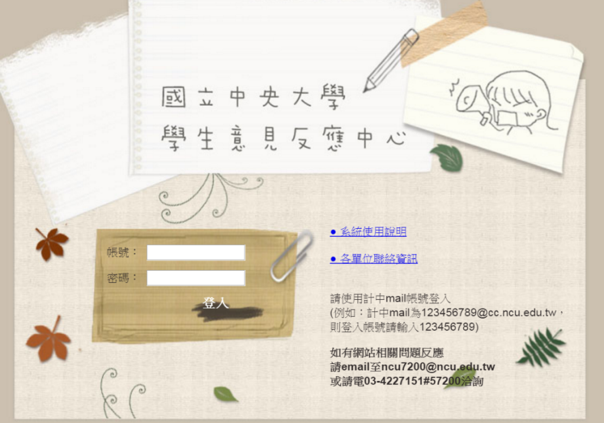 國立中央大學
學生意見反應中心
● 系統使用說明
帳號：
● 各單位聯絡資訊
密碼：
登入
請使用計中mail帳號登入
(例如：計中mail為123456789@cc.ncu.edu.tw，
則登入帳號請輸入123456789)
如有網站相關問題反應
請email至ncu7200@ncu.edu.tw
或請電03-4227151#57200洽詢